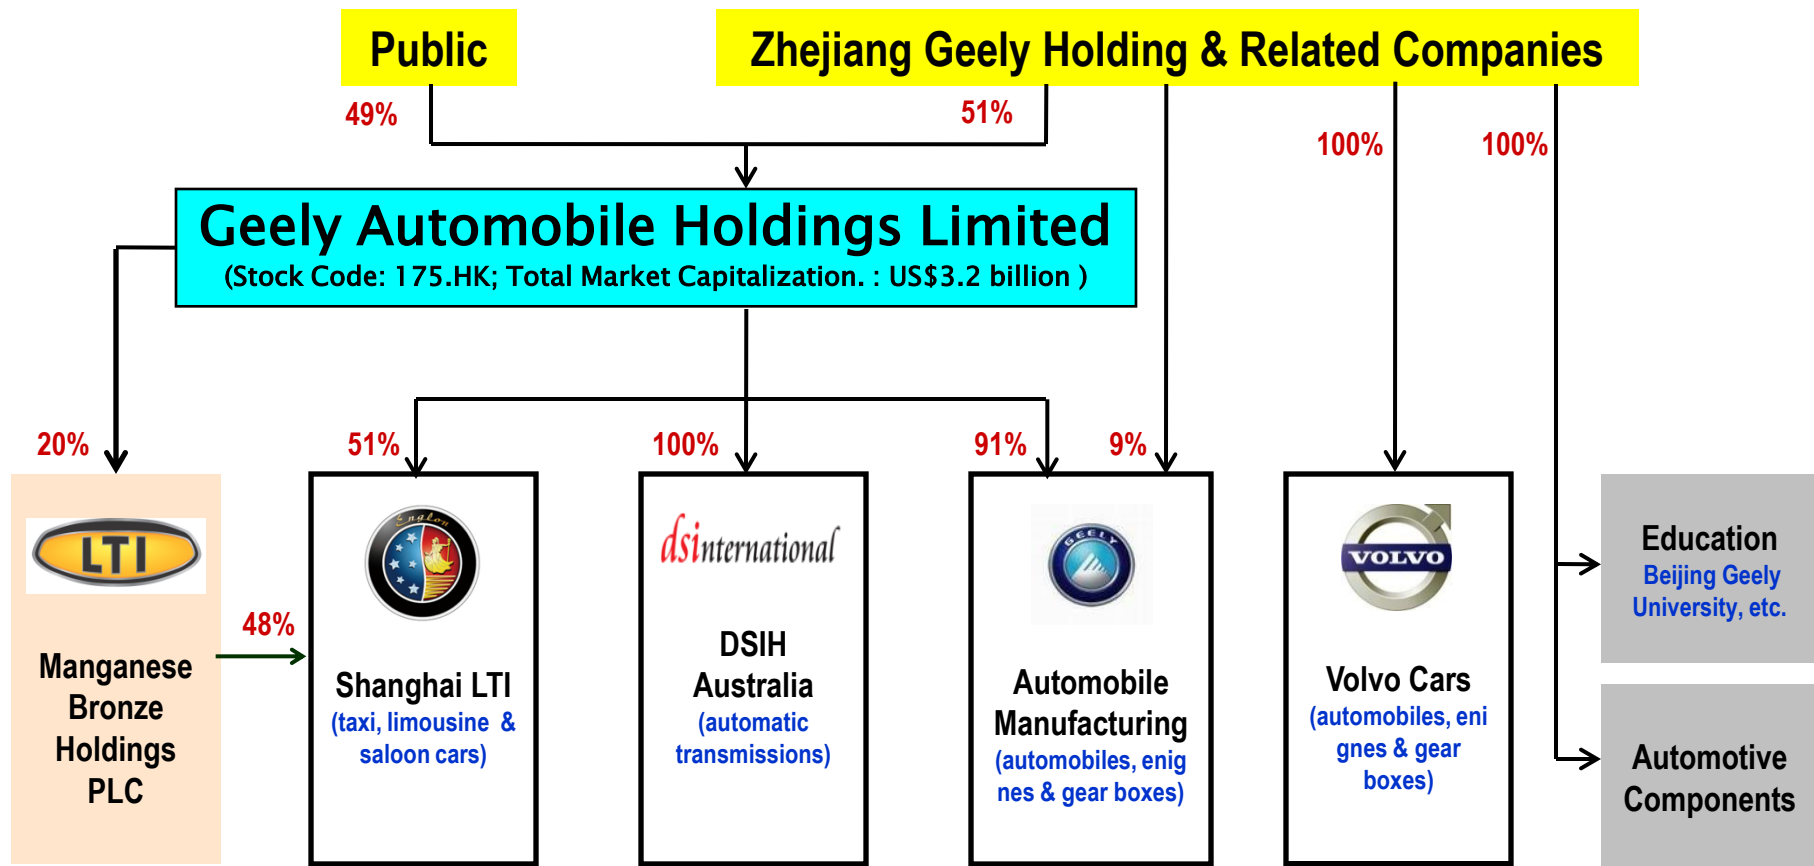 Public
Zhejiang Geely Holding & Related Companies
49%
51%
100%
100%
Geely Automobile Holdings Limited
(Stock Code: 175.HK; Total Market Capitalization. : US$3.2 billion )
20%
51%
100%
91%
9%
LTI
Manganese
Bronze
Holdings
PLC
48%
Englon
Shanghai LTI
(taxi, limousine &
saloon cars)
dsinternational
DSIH
Australia
(automatic
transmissions)
GEELY
Automobile
Manufacturing
(automobiles, enig
nes & gear boxes)
VOLVO
Volvo Cars
(automobiles, eni
gnes & gear
boxes)
Education
Beijing Geely
University, etc.
Automotive
Components